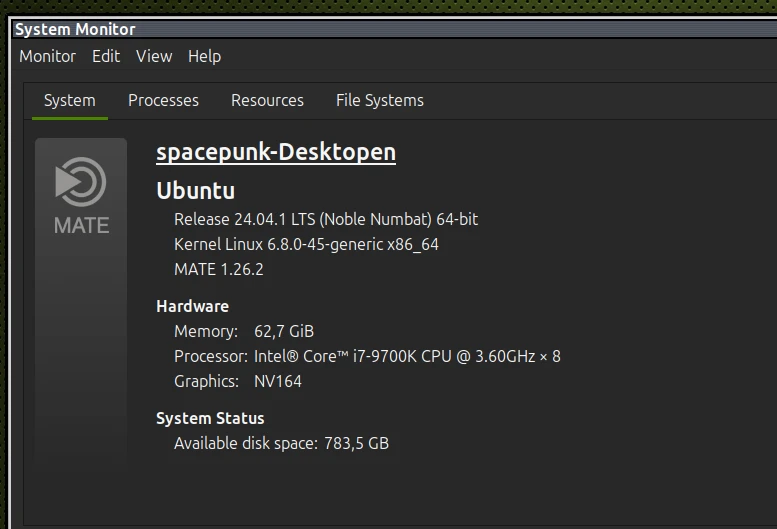 System Monitor
Monitor Edit View Help
System Processes Resources File Systems
MATE
spacepunk-Desktopen
Ubuntu
Release 24.04.1 LTS (Noble Numbat) 64-bit
Kernel Linux 6.8.0-45-generic x86_64
MATE 1.26.2
Hardware
Memory: 62,7 GiB
Processor: Intel® Core™ i7-9700K CPU @ 3.60GHz × 8
Graphics: NV164
System Status
Available disk space: 783,5 GB